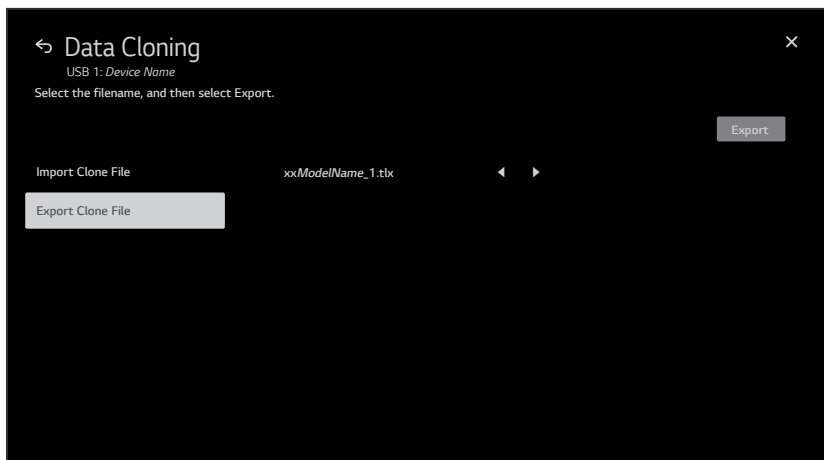 Data Cloning
USB 1: Device Name
Select the filename, and then select Export.
Export
Import Clone File
xxModelName_1.tlx
Export Clone File